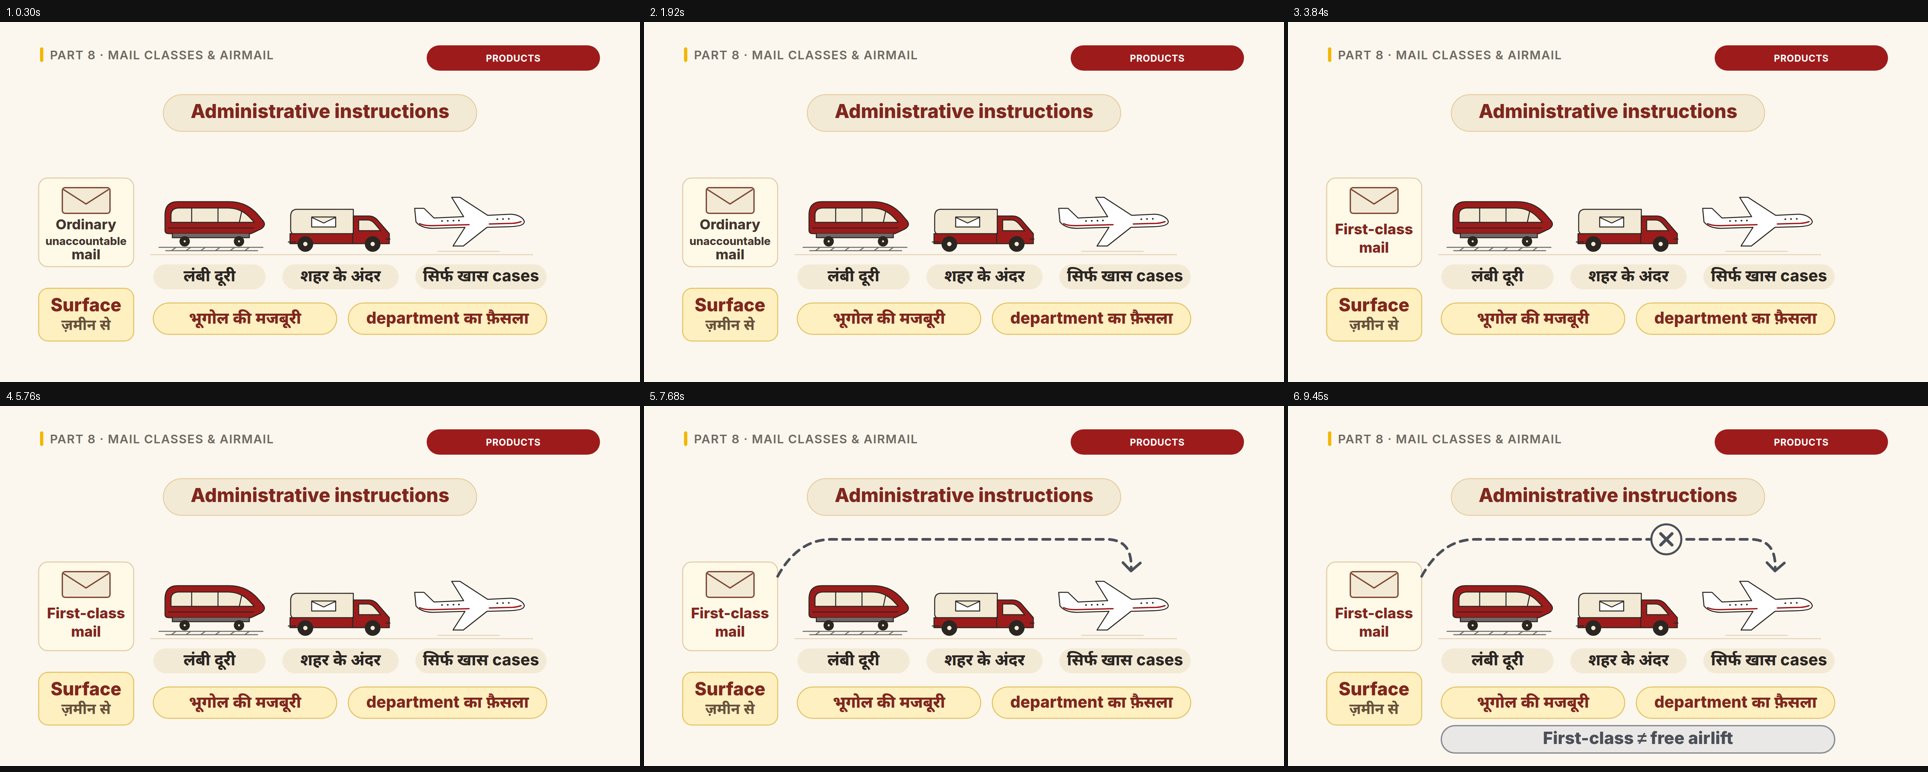 1. 0.30s
PART 8 · MAIL CLASSES & AIRMAIL
PRODUCTS
Administrative instructions
Ordinary
unaccountable
mail
लंबी दूरी
शहर के अंदर
सिर्फ खास cases
Surface
ज़मीन से
भूगोल की मजबूरी
department का फ़ैसला
2. 1.92s
PART 8 · MAIL CLASSES & AIRMAIL
PRODUCTS
Administrative instructions
Ordinary
unaccountable
mail
लंबी दूरी
शहर के अंदर
सिर्फ खास cases
Surface
ज़मीन से
भूगोल की मजबूरी
department का फ़ैसला
3. 3.84s
PART 8 · MAIL CLASSES & AIRMAIL
PRODUCTS
Administrative instructions
First-class
mail
लंबी दूरी
शहर के अंदर
सिर्फ खास cases
Surface
ज़मीन से
भूगोल की मजबूरी
department का फ़ैसला
4. 5.76s
PART 8 · MAIL CLASSES & AIRMAIL
PRODUCTS
Administrative instructions
First-class
mail
लंबी दूरी
शहर के अंदर
सिर्फ खास cases
Surface
ज़मीन से
भूगोल की मजबूरी
department का फ़ैसला
5. 7.68s
PART 8 · MAIL CLASSES & AIRMAIL
PRODUCTS
Administrative instructions
First-class
mail
लंबी दूरी
शहर के अंदर
सिर्फ खास cases
Surface
ज़मीन से
भूगोल की मजबूरी
department का फ़ैसला
6. 9.45s
PART 8 · MAIL CLASSES & AIRMAIL
PRODUCTS
Administrative instructions
First-class
mail
लंबी दूरी
शहर के अंदर
सिर्फ खास cases
Surface
ज़मीन से
भूगोल की मजबूरी
department का फ़ैसला
First-class ≠ free airlift